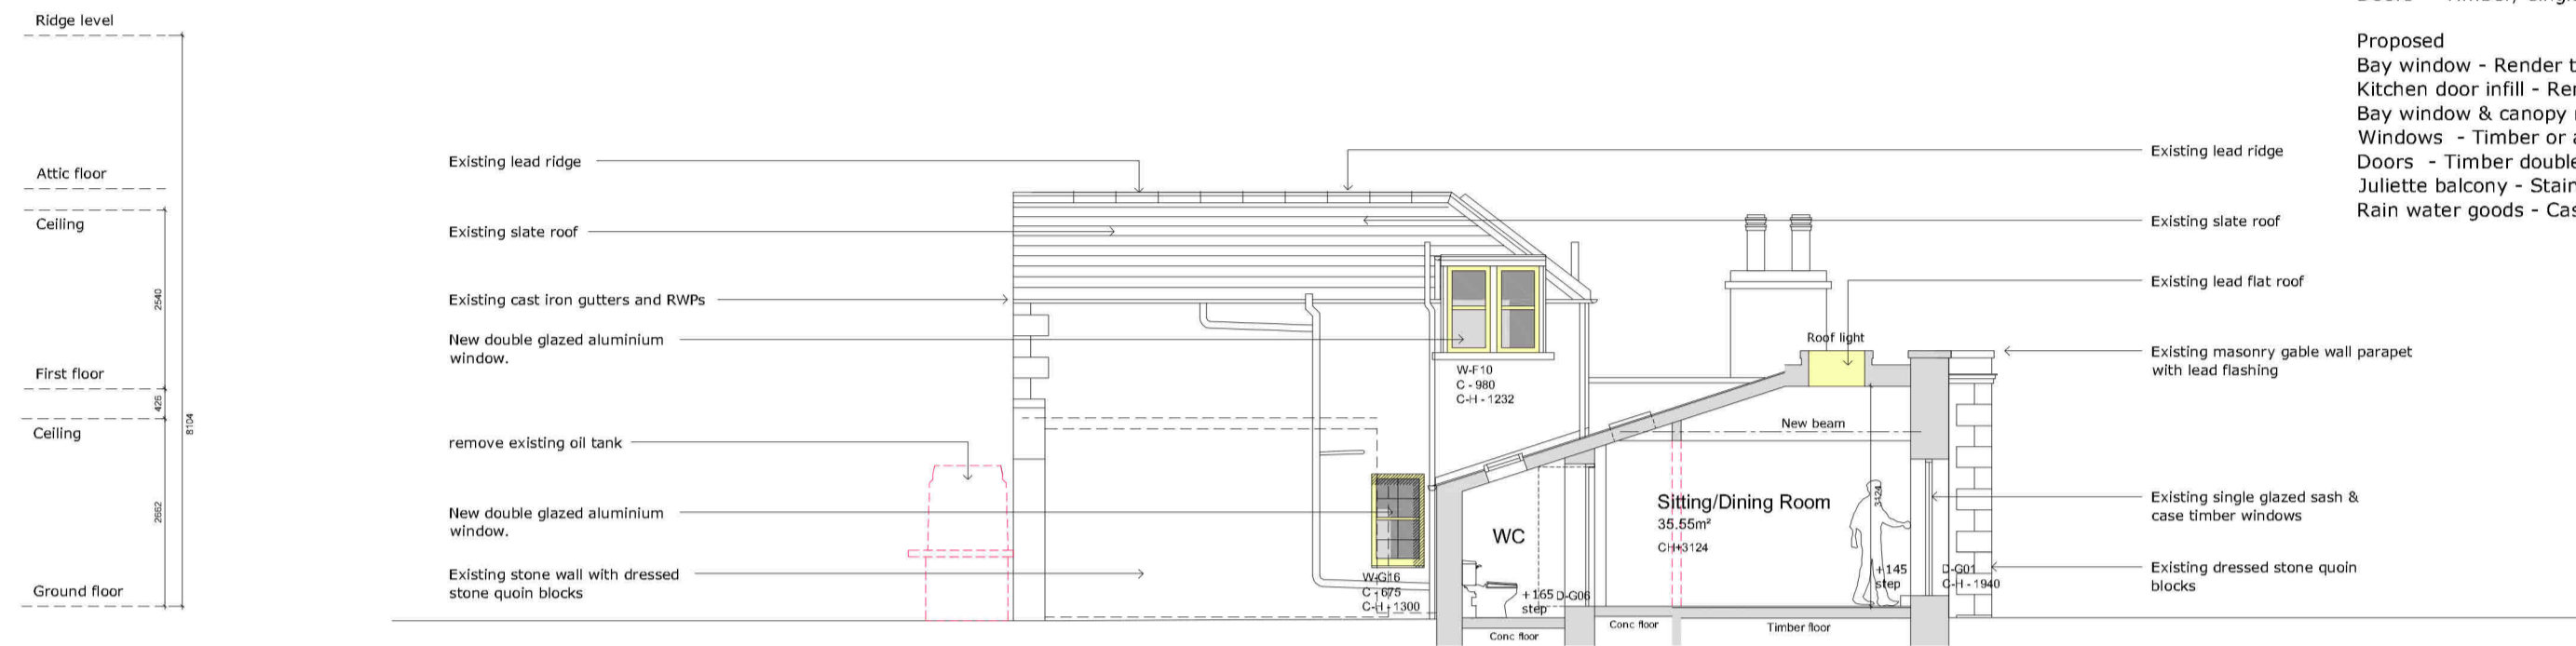 Ridge level
Attic floor
Ceiling
2540
First floor
426
Ceiling
8104
2662
Ground floor
Existing lead ridge
Existing slate roof
Existing cast iron gutters and RWPs
New double glazed aluminium
window.
remove existing oil tank
New double glazed aluminium
window.
Existing stone wall with dressed
stone quoin blocks
W-F10
C - 980
C-H - 1232
W-G16
C - 675
C-H - 1300
Roof light
New beam
Sitting/Dining Room
35.55m²
CH+3124
WC
3424
+165 D-G06
step
+145
step
D-G01
C-H - 1940
Conc floor
Conc floor
Timber floor
Existing lead ridge
Existing slate roof
Existing lead flat roof
Existing masonry gable wall parapet
with lead flashing
Existing single glazed sash &
case timber windows
Existing dressed stone quoin
blocks
Proposed
Bay window - Render
Kitchen door infill -
Bay window & canopy
Windows - Timber or
Doors - Timber double
Juliette balcony -
Rain water goods -